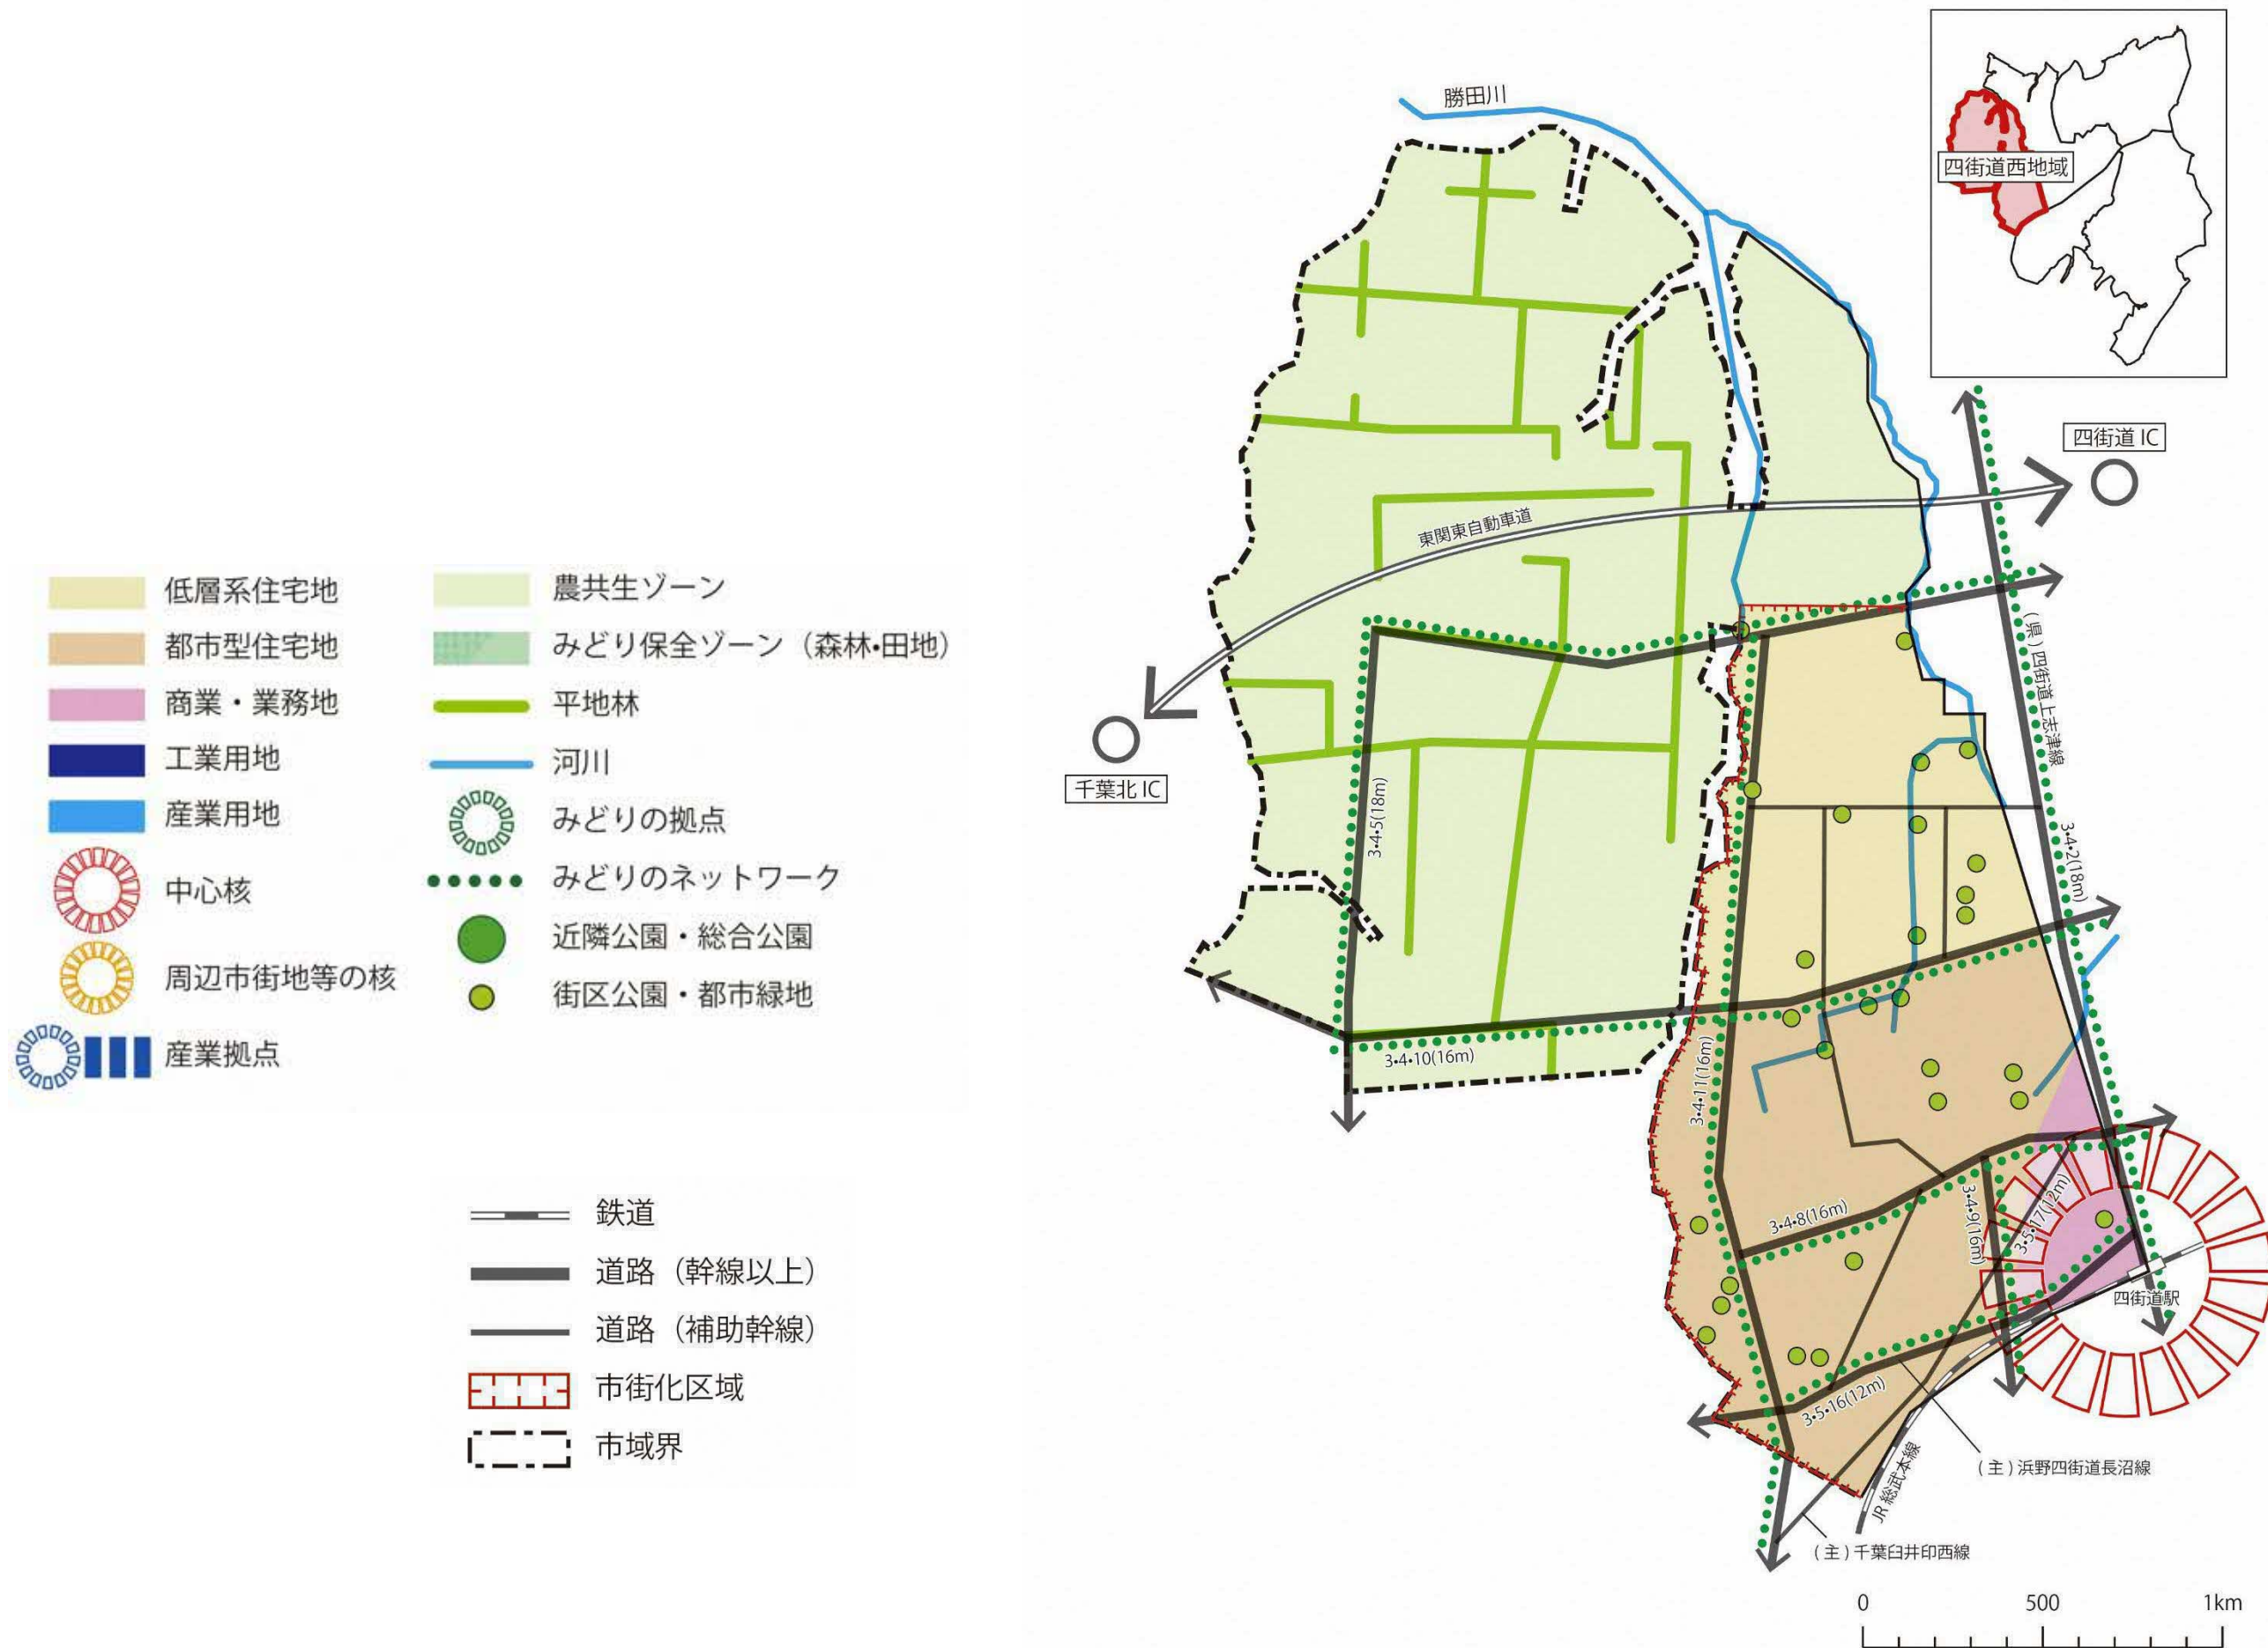 低層系住宅地
都市型住宅地
商業・業務地
工業用地
産業用地
中心核
周辺市街地等の核
産業拠点
農共生ゾーン
みどり保全ゾーン（森林•田地）
平地林
河川
みどりの拠点
みどりのネットワーク
近隣公園・総合公園
街区公園・都市緑地
鉄道
道路（幹線以上）
道路（補助幹線）
市街化区域
市域界
勝田川
四街道西地域
四街道 IC
東関東自動車道
千葉北 IC
(県)四街道上志津線
3•4•5(18m)
3•4•2(18m)
3•4•10(16m)
3•4•11(16m)
3•4•8(16m)
3•4•9(16m)
3•5•17(12m)
四街道駅
3•5•16(12m)
(主)浜野四街道長沼線
JR 総武本線
(主)千葉臼井印西線
0 500 1km